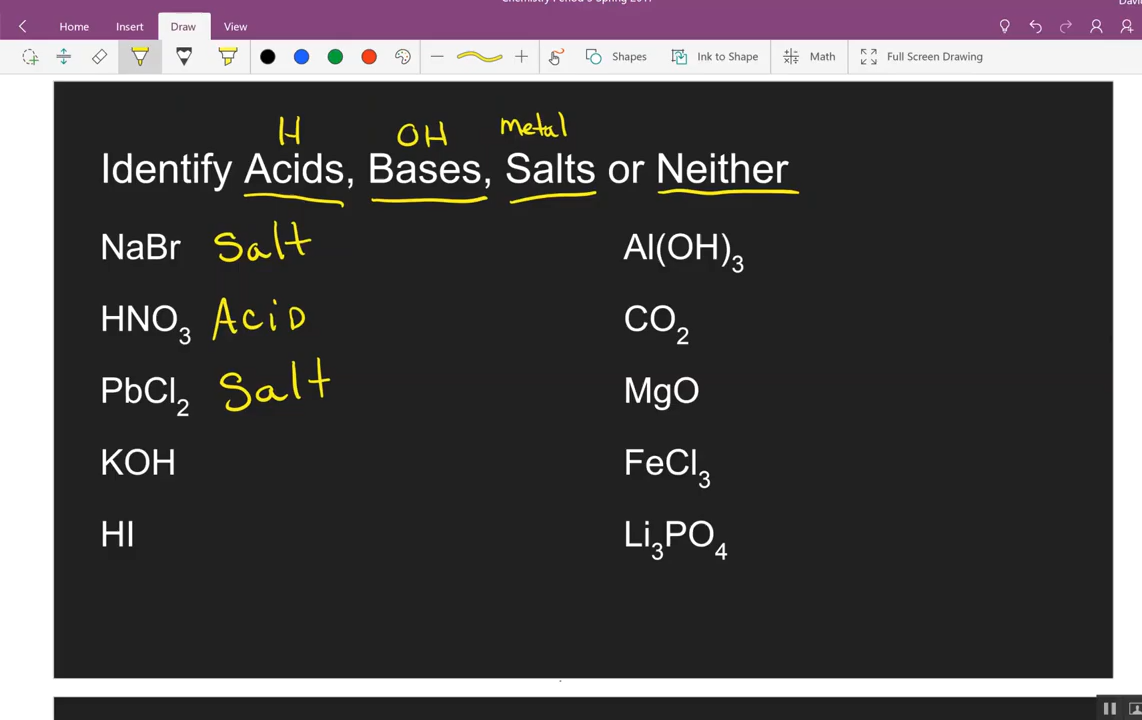 Home Insert Draw View
Shapes Ink to Shape Math Full Screen Drawing
H OH metal
Identify Acids, Bases, Salts or Neither
NaBr Salt
HNO₃ Acid
PbCl₂ Salt
KOH
HI
Al(OH)₃
CO₂
MgO
FeCl₃
Li₃PO₄